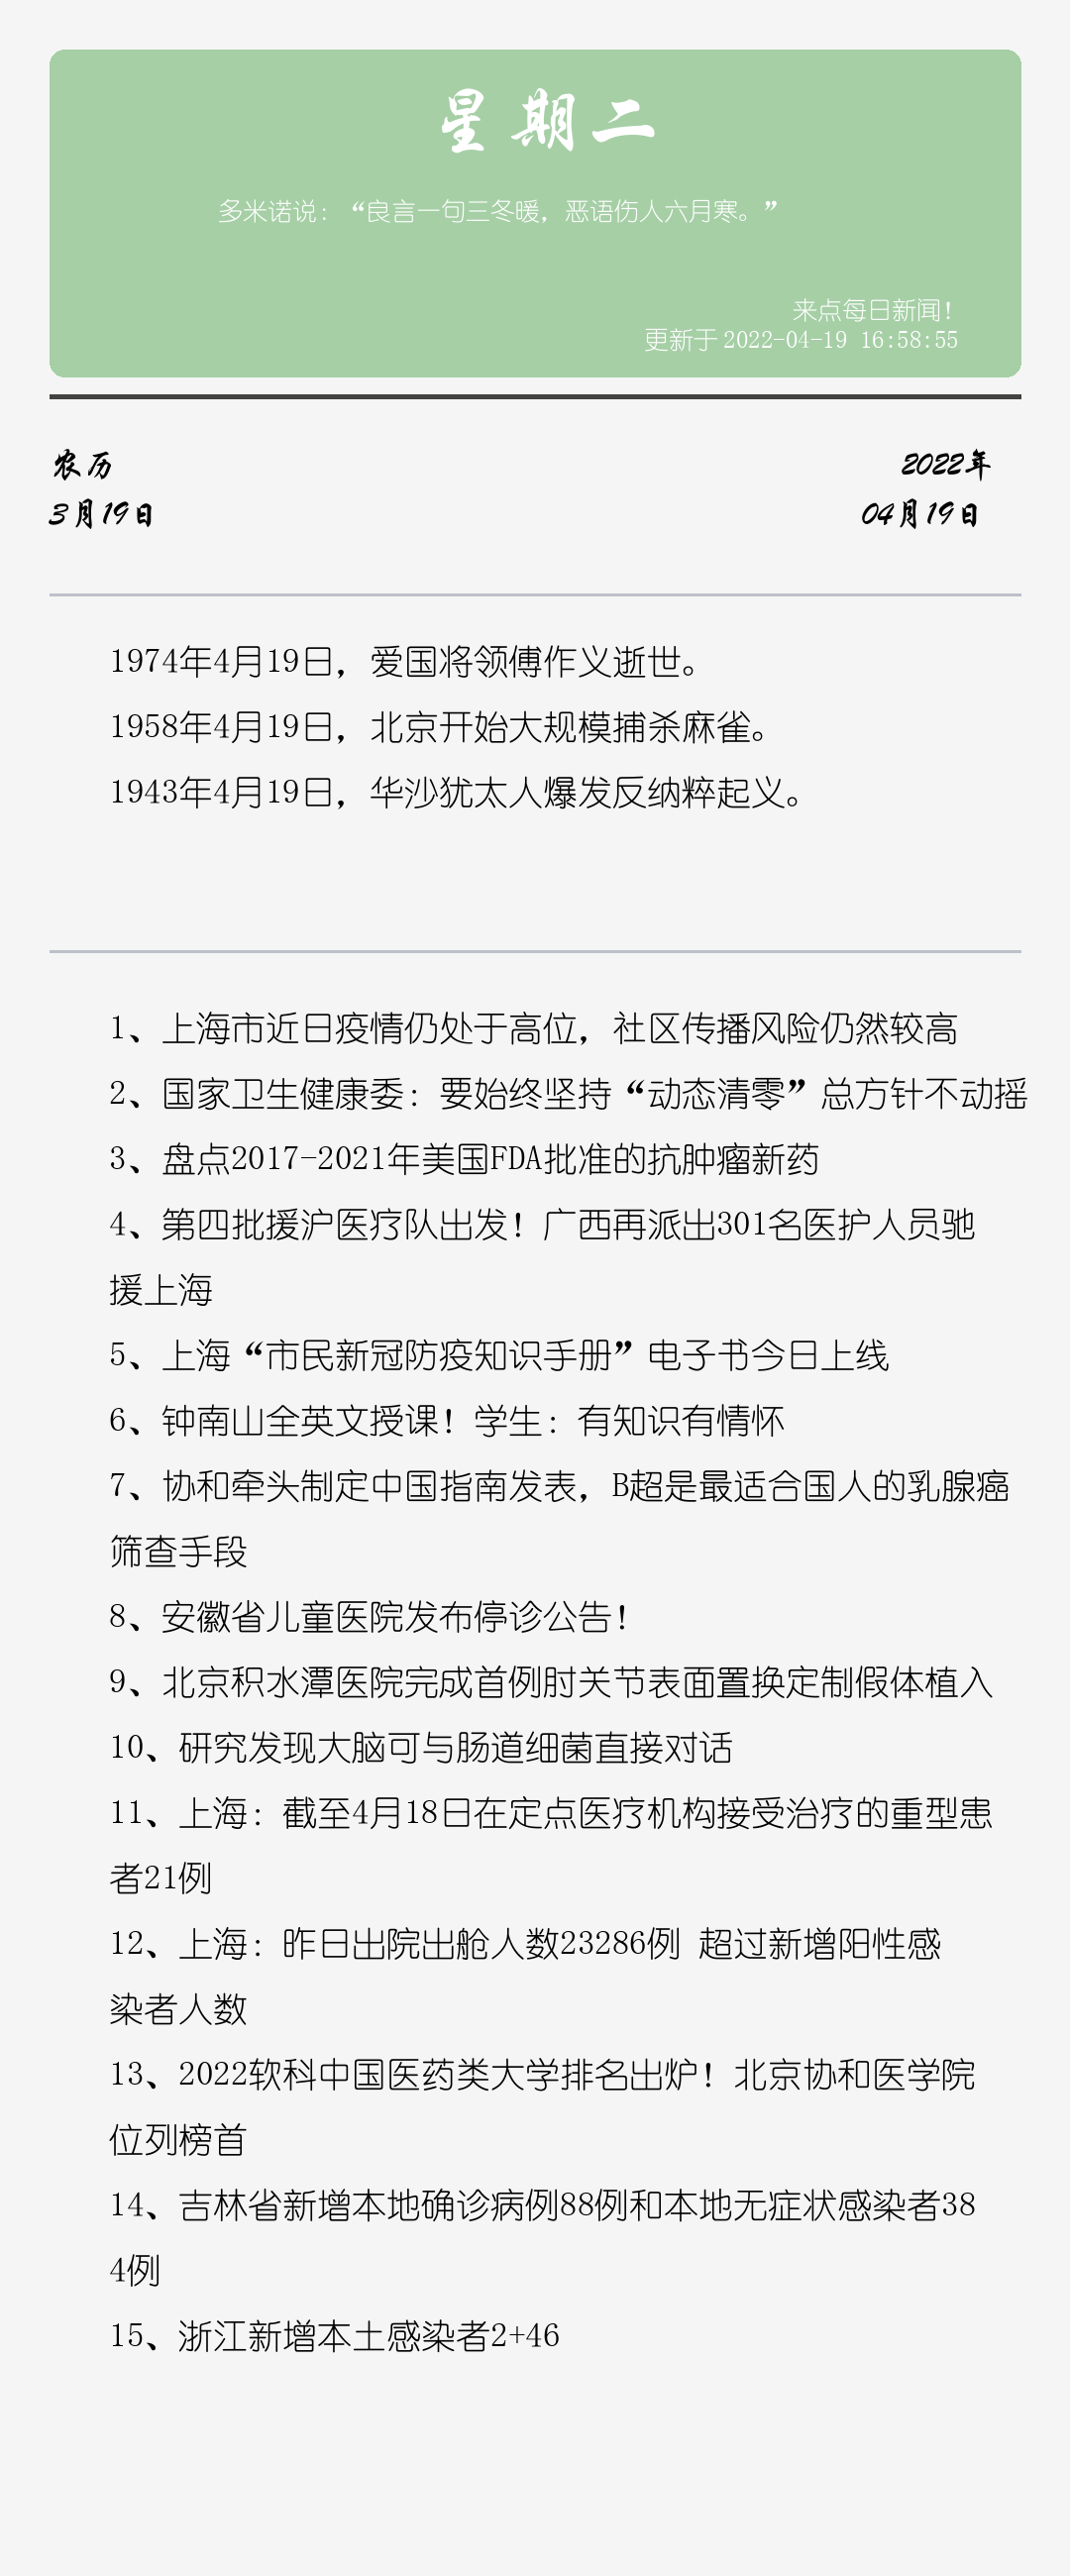 星期二
多米诺说：“良言一句三冬暖，恶语伤人六月寒。”
来点每日新闻！
更新于 2022-04-19 16:58:55
农历
2022年
3月19日
04月19日
1974年4月19日，爱国将领傅作义逝世。
1958年4月19日，北京开始大规模捕杀麻雀。
1943年4月19日，华沙犹太人爆发反纳粹起义。
1、上海市近日疫情仍处于高位，社区传播风险仍然较高
2、国家卫生健康委：要始终坚持“动态清零”总方针不动摇
3、盘点2017-2021年美国FDA批准的抗肿瘤新药
4、第四批援沪医疗队出发！广西再派出301名医护人员驰
援上海
5、上海“市民新冠防疫知识手册”电子书今日上线
6、钟南山全英文授课！学生：有知识有情怀
7、协和牵头制定中国指南发表，B超是最适合国人的乳腺癌
筛查手段
8、安徽省儿童医院发布停诊公告！
9、北京积水潭医院完成首例肘关节表面置换定制假体植入
10、研究发现大脑可与肠道细菌直接对话
11、上海：截至4月18日在定点医疗机构接受治疗的重型患
者21例
12、上海：昨日出院出舱人数23286例 超过新增阳性感
染者人数
13、2022软科中国医药类大学排名出炉！北京协和医学院
位列榜首
14、吉林省新增本地确诊病例88例和本地无症状感染者38
4例
15、浙江新增本土感染者2+46